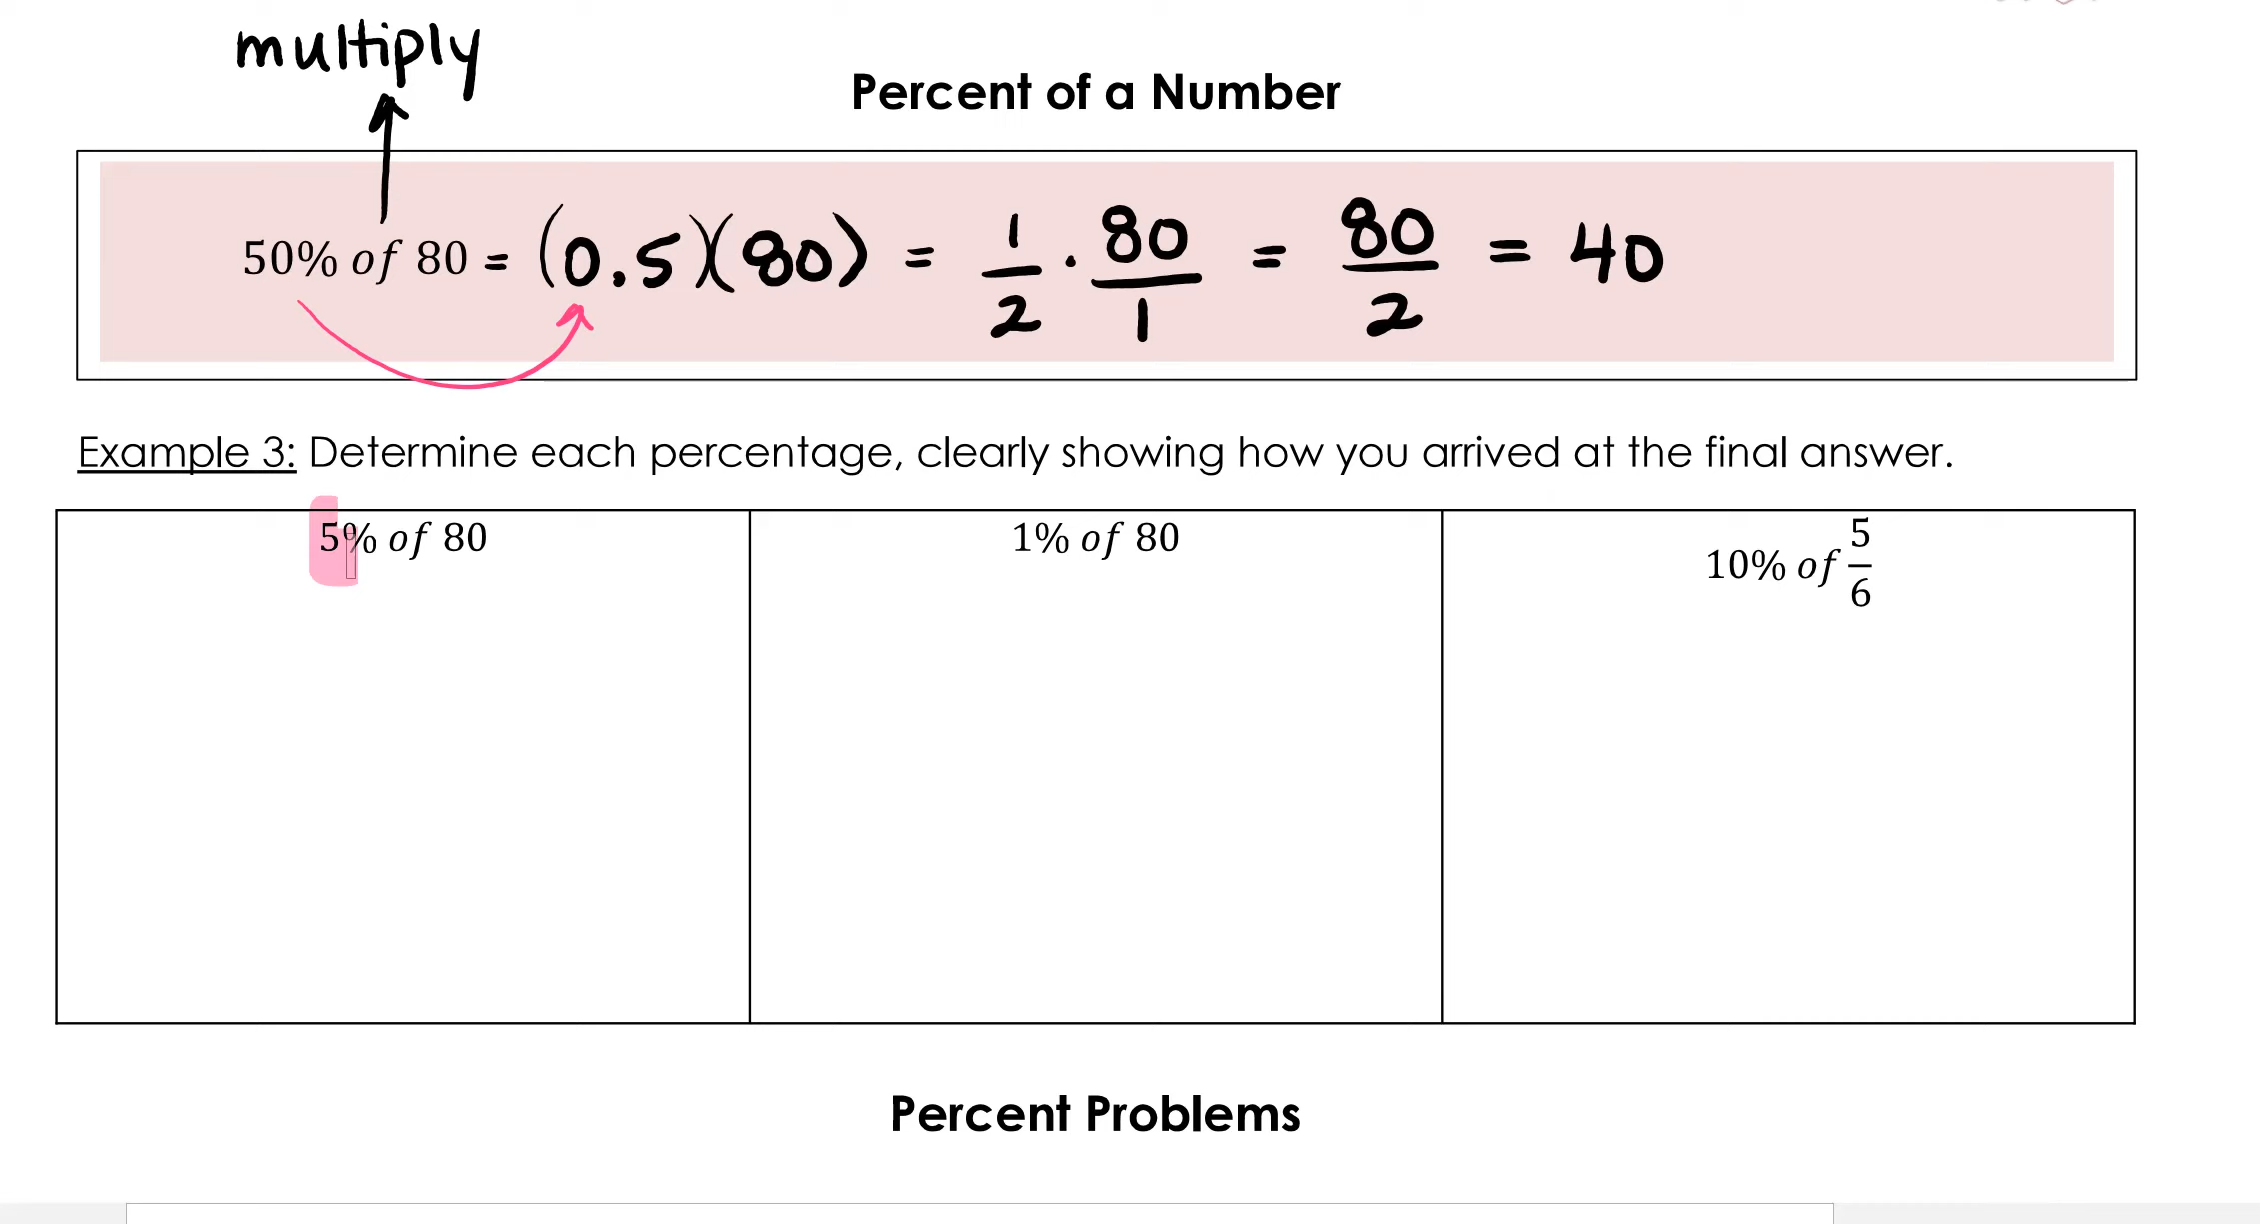 multiply
Percent of a Number
50% of 80 = (0.5)(80) = 1/2 · 80/1 = 80/2 = 40
Example 3: Determine each percentage, clearly showing how you arrived at the final answer.
5% of 80
1% of 80
10% of 5/6
Percent Problems